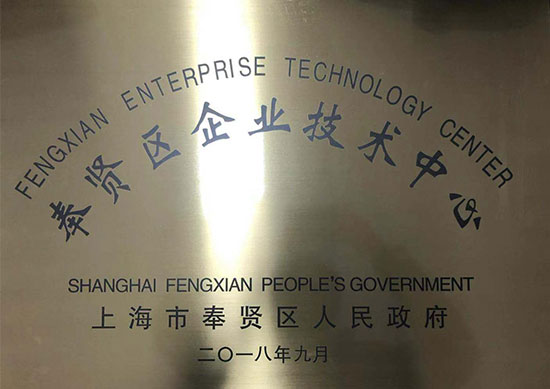 FENGXIAN ENTERPRISE TECHNOLOGY CENTER
奉贤区企业技术中心
SHANGHAI FENGXIAN PEOPLE'S GOVERNMENT
上海市奉贤区人民政府
二〇一八年九月